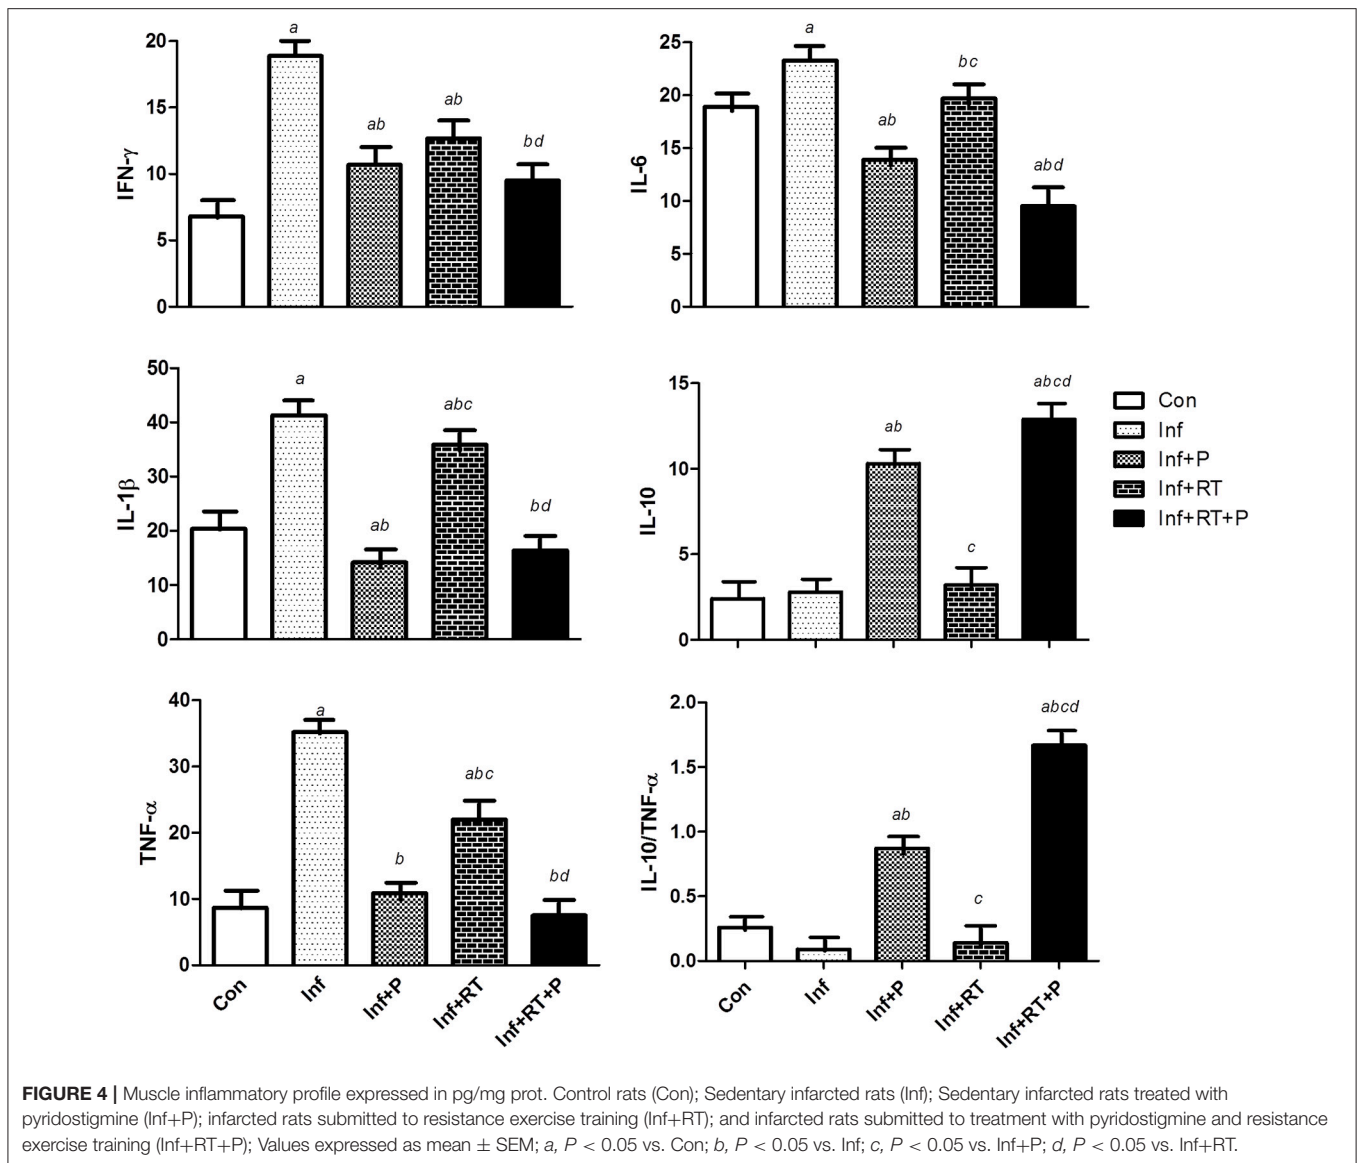 IFN-γ
20
15
10
5
0
a
ab
ab
bd
IL-6
25
20
15
10
5
0
a
ab
bc
abd
IL-1β
50
40
30
20
10
0
a
ab
abc
bd
IL-10
15
10
5
0
ab
c
abcd
Con
Inf
Inf+P
Inf+RT
Inf+RT+P
TNF-α
40
30
20
10
0
a
b
abc
bd
Con
Inf
Inf+P
Inf+RT
Inf+RT+P
IL-10/TNF-α
2.0
1.5
1.0
0.5
0.0
ab
c
abcd
Con
Inf
Inf+P
Inf+RT
Inf+RT+P
FIGURE 4 | Muscle inflammatory profile expressed in pg/mg prot. Control rats (Con); Sedentary infarcted rats (Inf); Sedentary infarcted rats treated with
pyridostigmine (Inf+P); infarcted rats submitted to resistance exercise training (Inf+RT); and infarcted rats submitted to treatment with pyridostigmine and resistance
exercise training (Inf+RT+P); Values expressed as mean ± SEM; a, P < 0.05 vs. Con; b, P < 0.05 vs. Inf; c, P < 0.05 vs. Inf+P; d, P < 0.05 vs. Inf+RT.